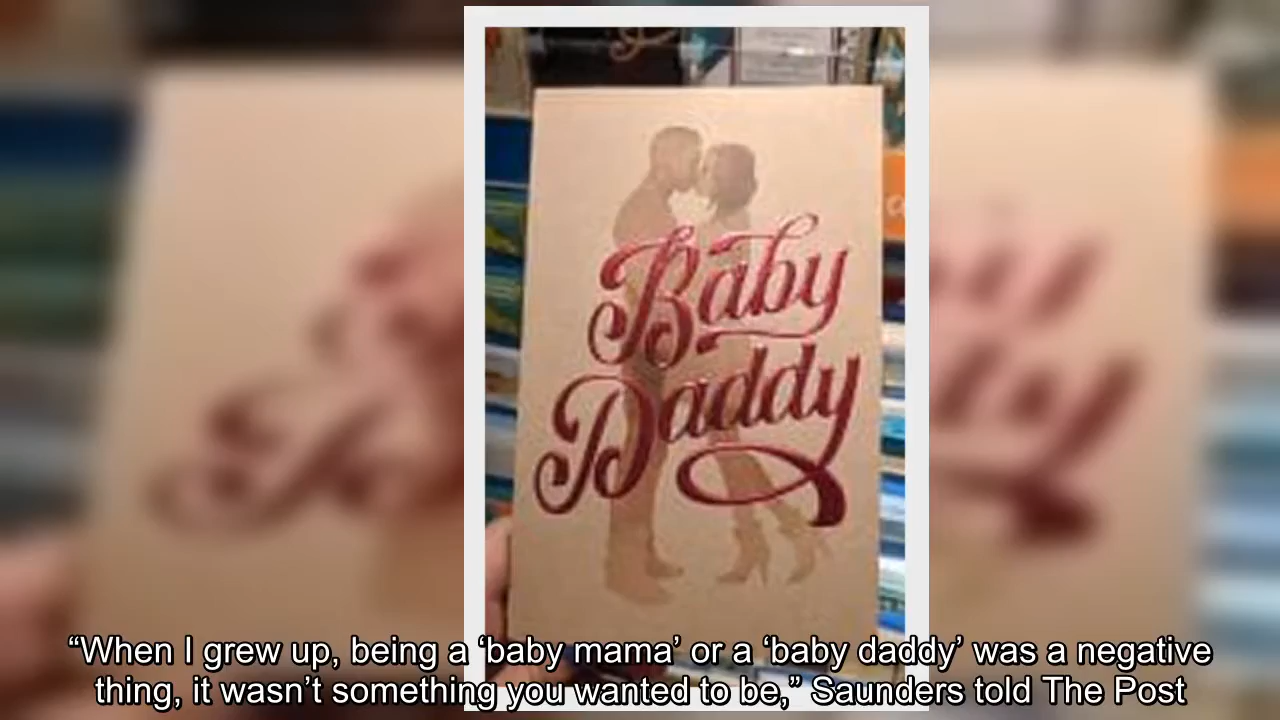 Baby
Daddy
“When I grew up, being a ‘baby mama’ or a ‘baby daddy’ was a negative
thing, it wasn’t something you wanted to be,” Saunders told The Post